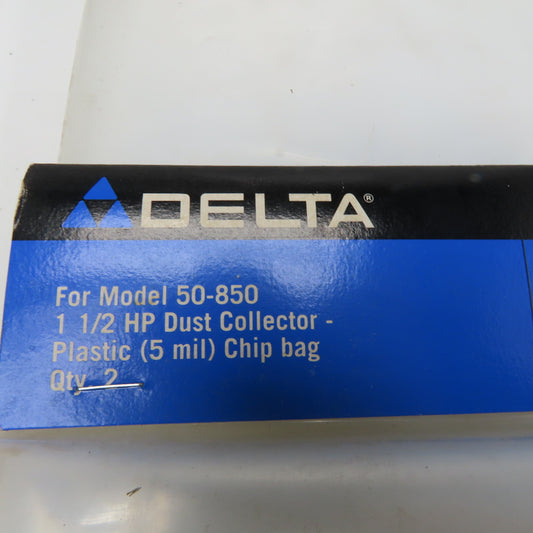 DELTA®
For Model 50-850
1 1/2 HP Dust Collector -
Plastic (5 mil) Chip bag
Qty. 2